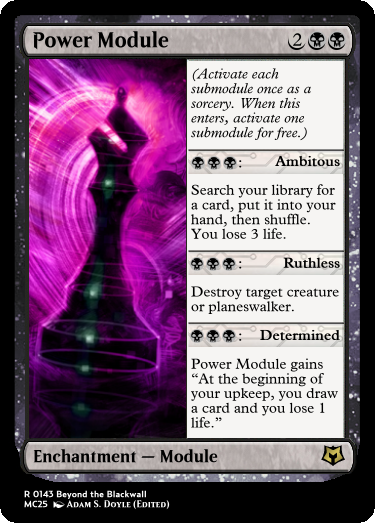 Power Module 2
(Activate each
submodule once as a
sorcery. When this
enters, activate one
submodule for free.)
: Ambitous
Search your library for
a card, put it into your
hand, then shuffle.
You lose 3 life.
: Ruthless
Destroy target creature
or planeswalker.
: Determined
Power Module gains
“At the beginning of
your upkeep, you draw
a card and you lose 1
life.”
Enchantment — Module
R 0143 Beyond the Blackwall
MC25 Adam S. Doyle (Edited)